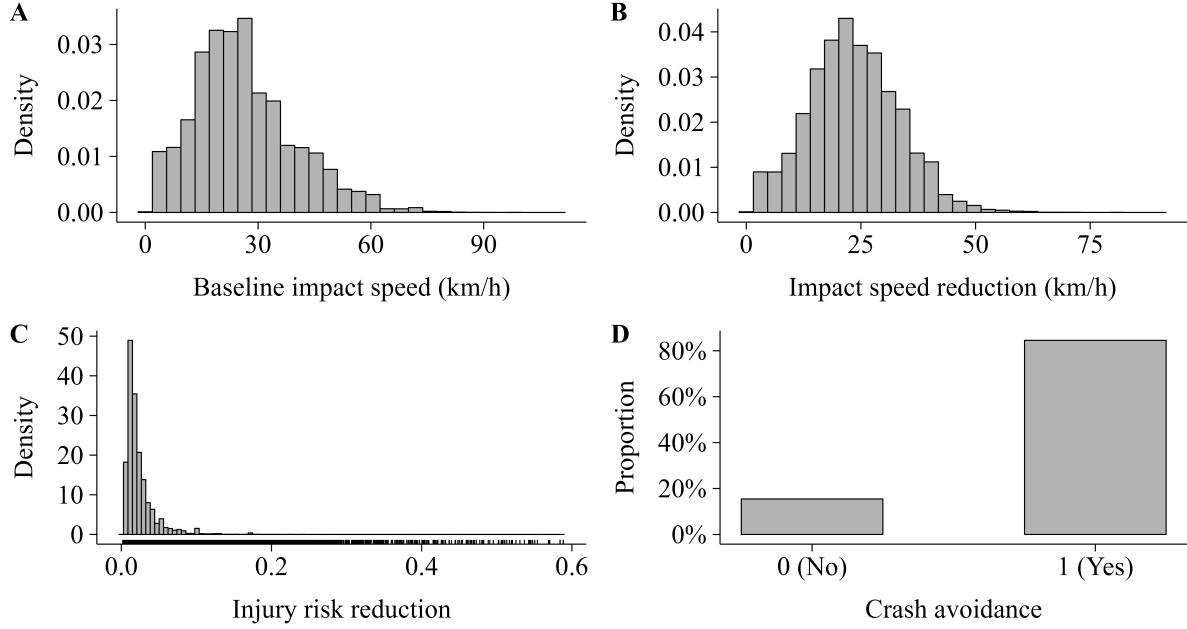 A
Density
0.03
0.02
0.01
0.00
0 30 60 90
Baseline impact speed (km/h)
B
Density
0.04
0.03
0.02
0.01
0.00
0 25 50 75
Impact speed reduction (km/h)
C
Density
50
40
30
20
10
0
0.0 0.2 0.4 0.6
Injury risk reduction
D
Proportion
80%
60%
40%
20%
0%
0 (No) 1 (Yes)
Crash avoidance